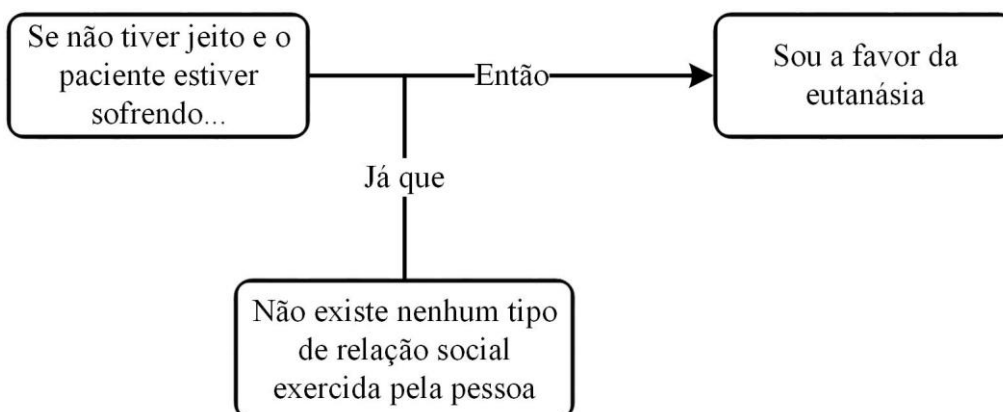 Se não tiver jeito e o
paciente estiver
sofrendo...
Então
Sou a favor da
eutanásia
Já que
Não existe nenhum tipo
de relação social
exercida pela pessoa